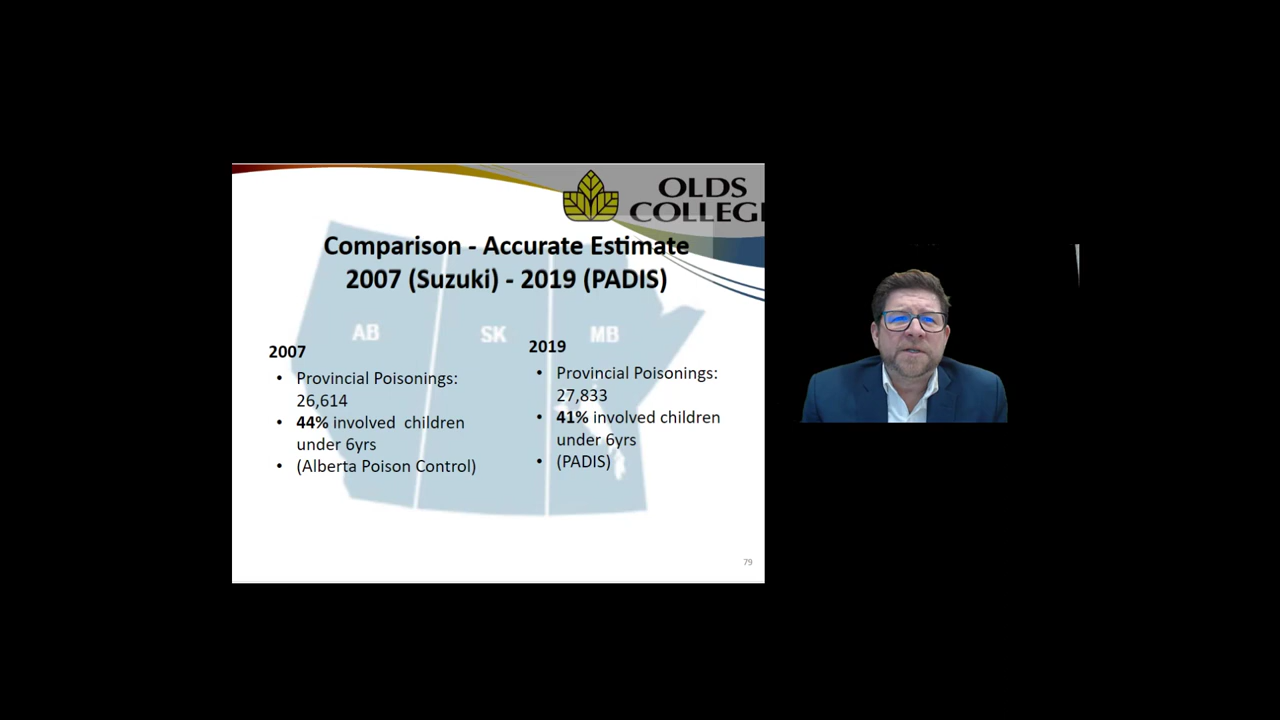 OLDS
COLLEGE
Comparison - Accurate Estimate
2007 (Suzuki) - 2019 (PADIS)
AB
SK
MB
2007
• Provincial Poisonings:
26,614
• 44% involved children
under 6yrs
• (Alberta Poison Control)
2019
• Provincial Poisonings:
27,833
• 41% involved children
under 6yrs
• (PADIS)
79